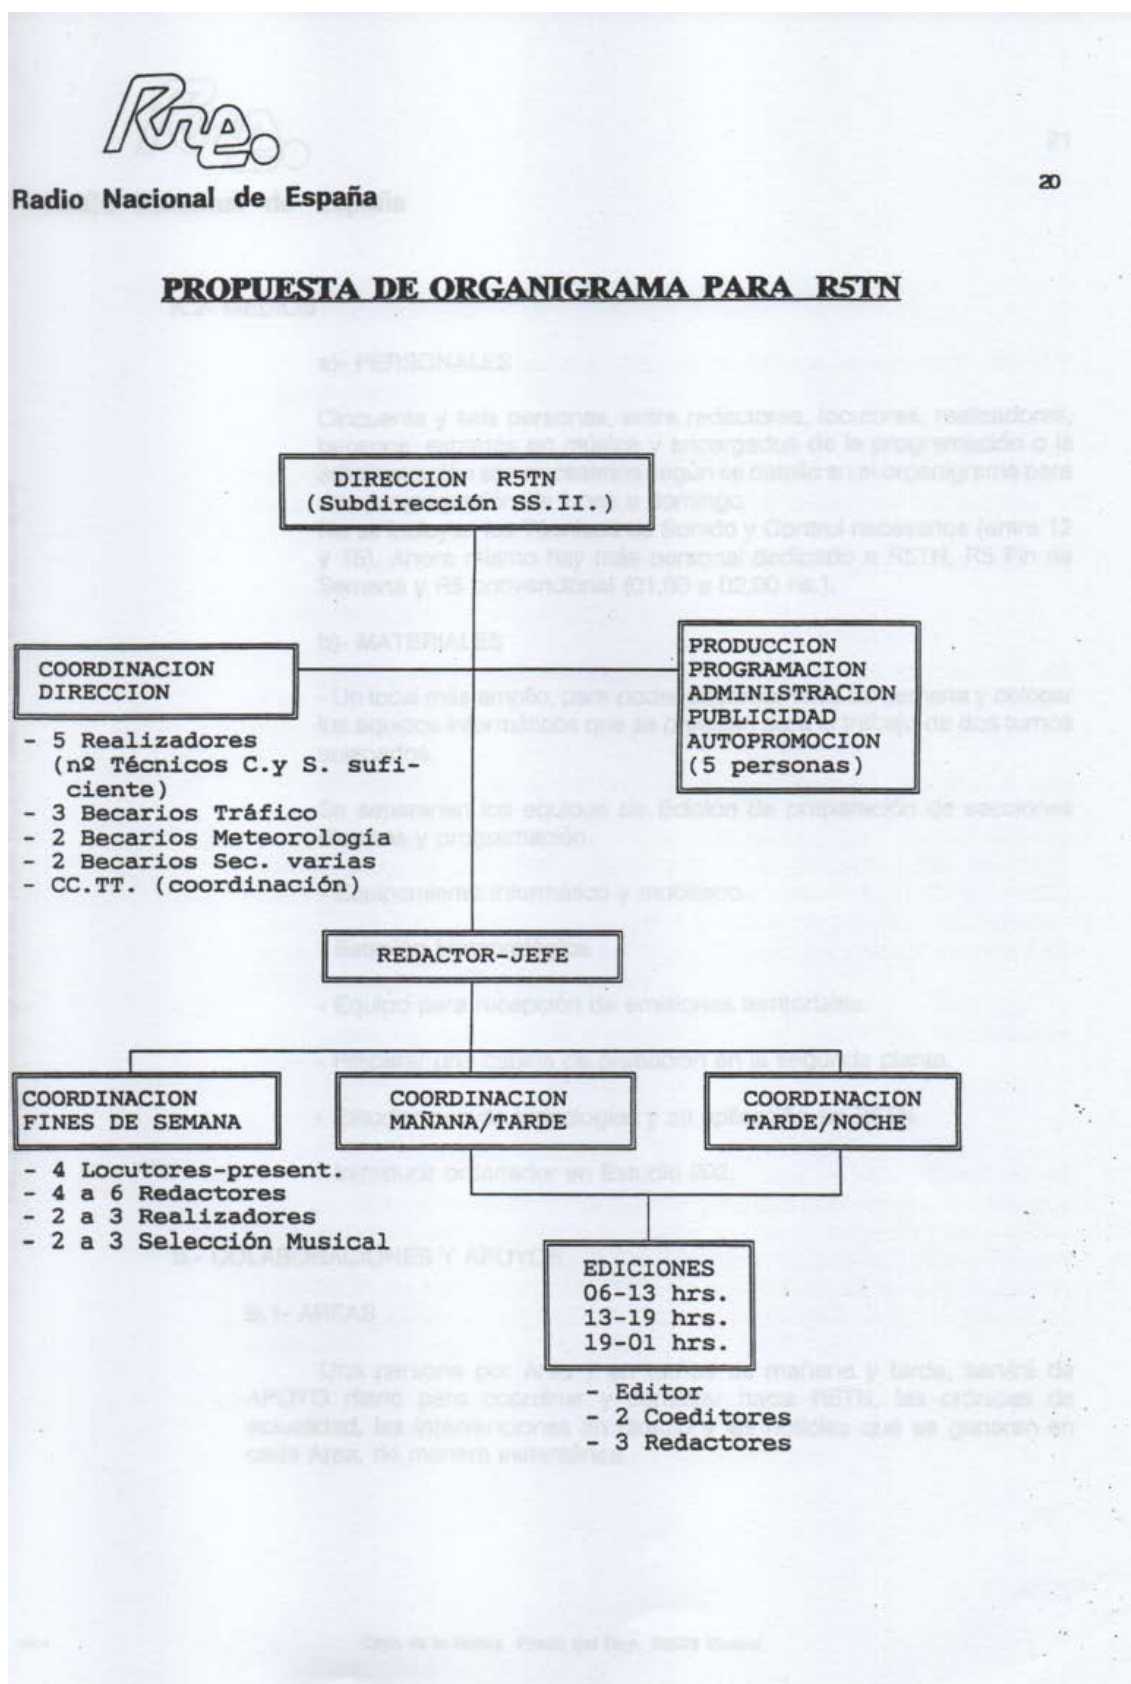 Rne.
Radio Nacional de España
20
PROPUESTA DE ORGANIGRAMA PARA R5TN
DIRECCION R5TN
(Subdirección SS.II.)
COORDINACION
DIRECCION
- 5 Realizadores
(nº Técnicos C.y S. sufi-
ciente)
- 3 Becarios Tráfico
- 2 Becarios Meteorología
- 2 Becarios Sec. varias
- CC.TT. (coordinación)
PRODUCCION
PROGRAMACION
ADMINISTRACION
PUBLICIDAD
AUTOPROMOCION
(5 personas)
REDACTOR-JEFE
COORDINACION
FINES DE SEMANA
- 4 Locutores-present.
- 4 a 6 Redactores
- 2 a 3 Realizadores
- 2 a 3 Selección Musical
COORDINACION
MAÑANA/TARDE
COORDINACION
TARDE/NOCHE
EDICIONES
06-13 hrs.
13-19 hrs.
19-01 hrs.
- Editor
- 2 Coeditores
- 3 Redactores